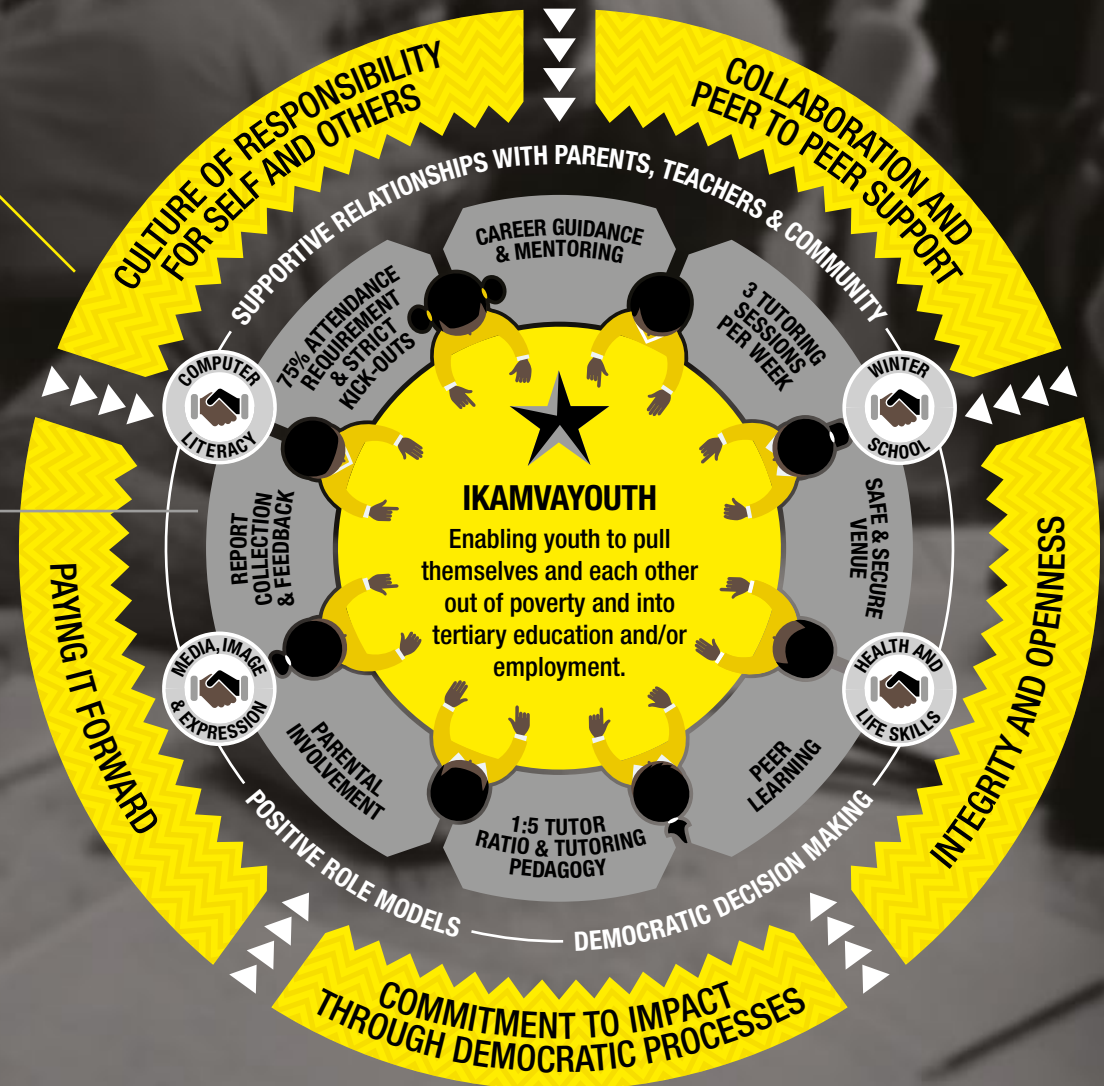 CULTURE OF RESPONSIBILITY
FOR SELF AND OTHERS
COLLABORATION AND
PEER TO PEER SUPPORT
SUPPORTIVE RELATIONSHIPS WITH PARENTS, TEACHERS & COMMUNITY
CAREER GUIDANCE
& MENTORING
75% ATTENDANCE
REQUIREMENT
& STRICT
KICK-OUTS
3 TUTORING
SESSIONS
PER WEEK
COMPUTER
LITERACY
WINTER
SCHOOL
REPORT
COLLECTION
& FEEDBACK
IKAMVAYOUTH
Enabling youth to pull
themselves and each other
out of poverty and into
tertiary education and/or
employment.
SAFE & SECURE
VENUE
PAYING IT FORWARD
INTEGRITY AND OPENNESS
MEDIA, IMAGE
& EXPRESSION
HEALTH AND
LIFE SKILLS
PARENTAL
INVOLVEMENT
PEER
LEARNING
1:5 TUTOR
RATIO & TUTORING
PEDAGOGY
POSITIVE ROLE MODELS
DEMOCRATIC DECISION MAKING
COMMITMENT TO IMPACT
THROUGH DEMOCRATIC PROCESSES